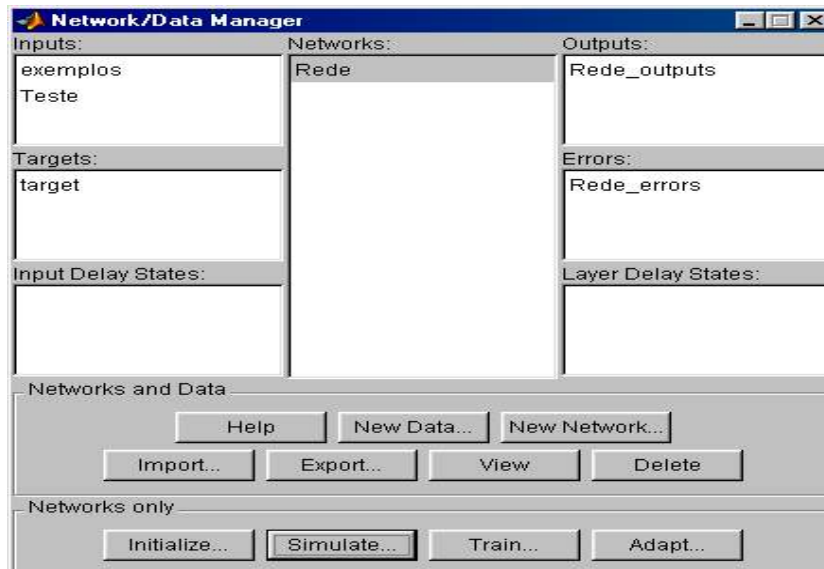 Network/Data Manager
Inputs: Networks: Outputs:
exemplos Rede Rede_outputs
Teste
Targets: Errors:
target Rede_errors
Input Delay States: Layer Delay States:
Networks and Data
Help New Data... New Network...
Import... Export... View Delete
Networks only
Initialize... Simulate... Train... Adapt...